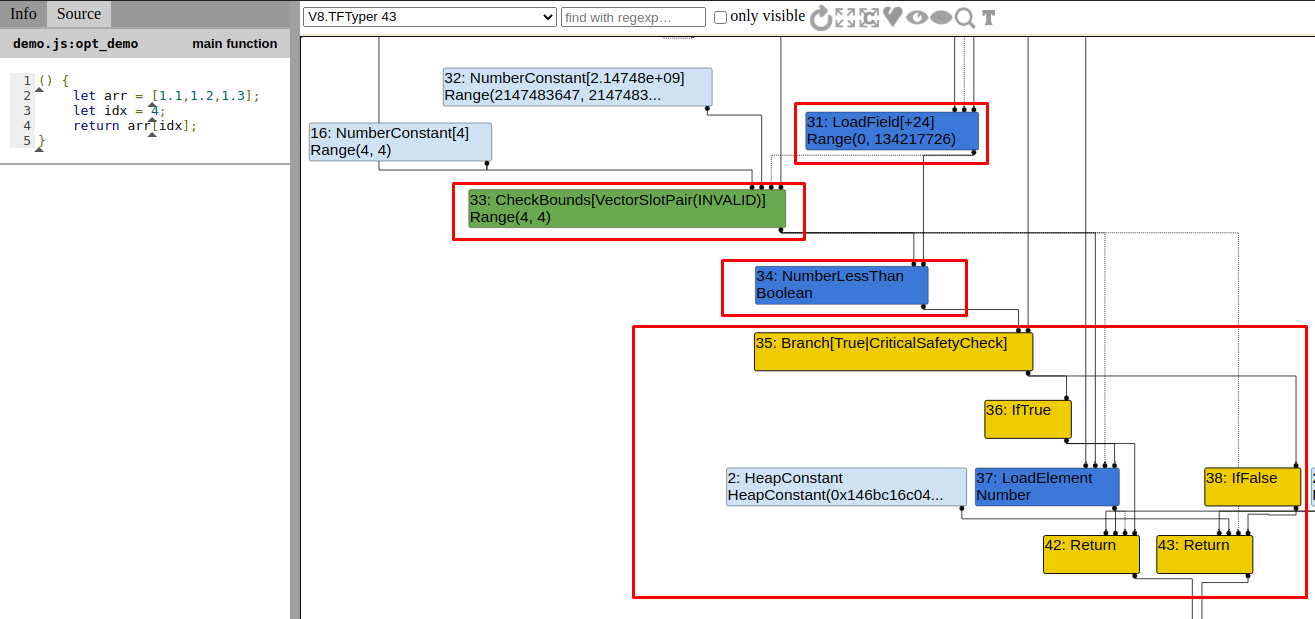 Info Source
V8.TFTyper 43 find with regexp… only visible T
demo.js:opt_demo main function
1 () {
2 let arr = [1.1,1.2,1.3];
3 let idx = 4;
4 return arr[idx];
5 }
32: NumberConstant[2.14748e+09]
Range(2147483647, 2147483...
16: NumberConstant[4]
Range(4, 4)
31: LoadField[+24]
Range(0, 134217726)
33: CheckBounds[VectorSlotPair(INVALID)]
Range(4, 4)
34: NumberLessThan
Boolean
35: Branch[True|CriticalSafetyCheck]
36: IfTrue
2: HeapConstant
HeapConstant(0x146bc16c04...
37: LoadElement
Number
38: IfFalse
42: Return
43: Return